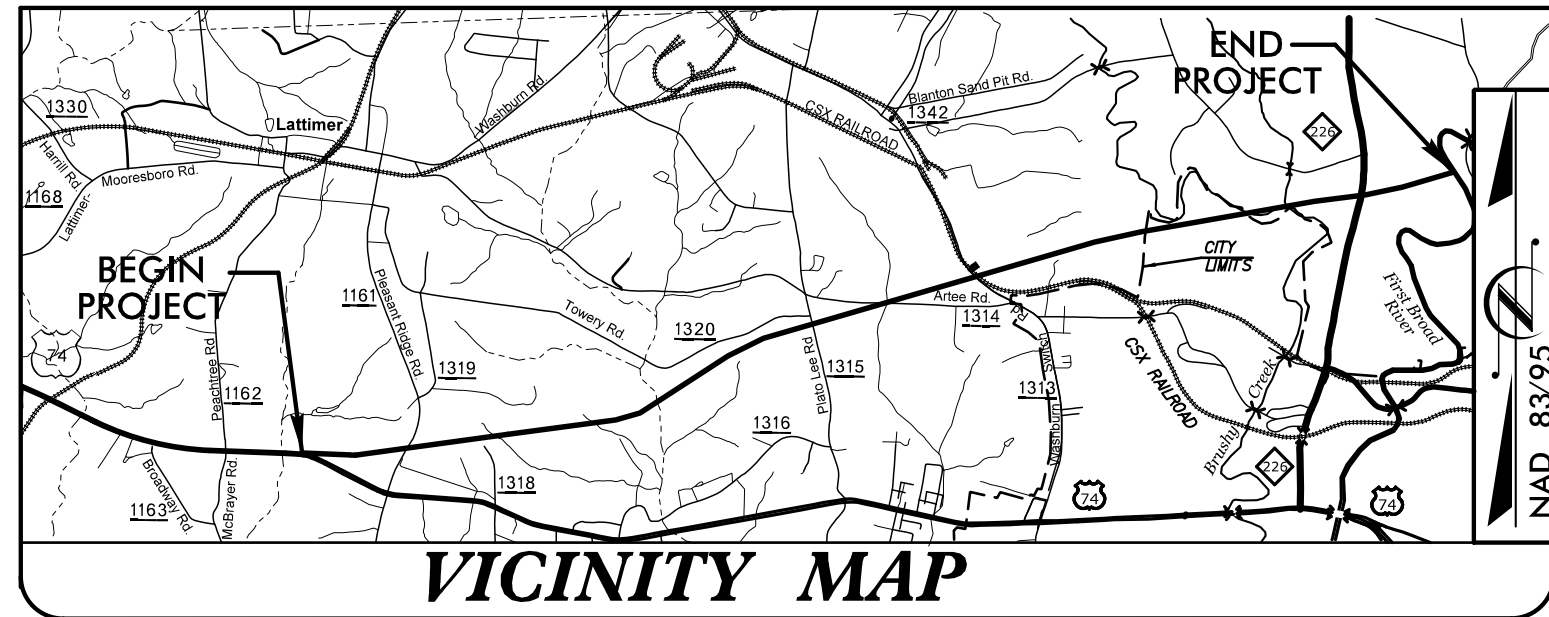 END
PROJECT
226
Blanton Sand Pit Rd.
1342
CSX RAILROAD
Washburn Rd.
1330
Lattimer
Harrill Rd.
Mooresboro Rd.
1168
Lattimer-
CITY
LIMITS
BEGIN
PROJECT
Pleasant Ridge Rd
1161
Towery Rd.
1320
Artee Rd.
1314
Rd
First Broad
River
74
Peachtree Rd
1162
1319
Plato Lee Rd
1315
Switch
1313
CSX RAILROAD
Creek
1316
Washburn
Brushy
226
Broadway Rd.
1163
McBrayer Rd.
1318
74
74
NAD 83/95
VICINITY MAP